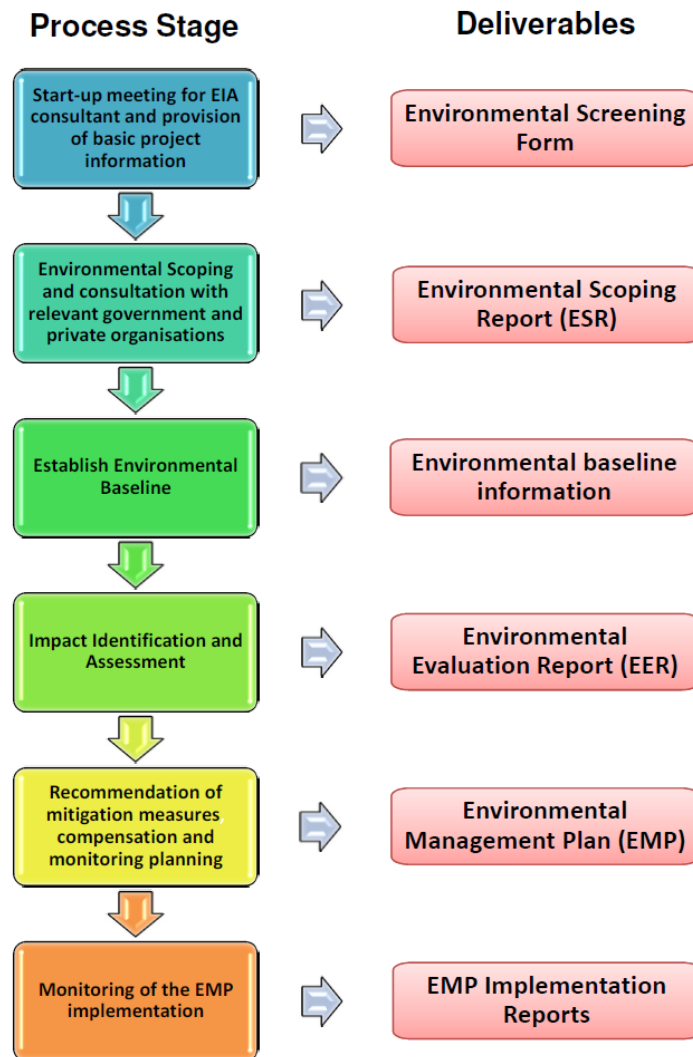 Process Stage
Deliverables
Start-up meeting for EIA
consultant and provision
of basic project
information
Environmental Screening
Form
Environmental Scoping
and consultation with
relevant government and
private organisations
Environmental Scoping
Report (ESR)
Establish Environmental
Baseline
Environmental baseline
information
Impact Identification and
Assessment
Environmental
Evaluation Report (EER)
Recommendation of
mitigation measures,
compensation and
monitoring planning
Environmental
Management Plan (EMP)
Monitoring of the EMP
implementation
EMP Implementation
Reports